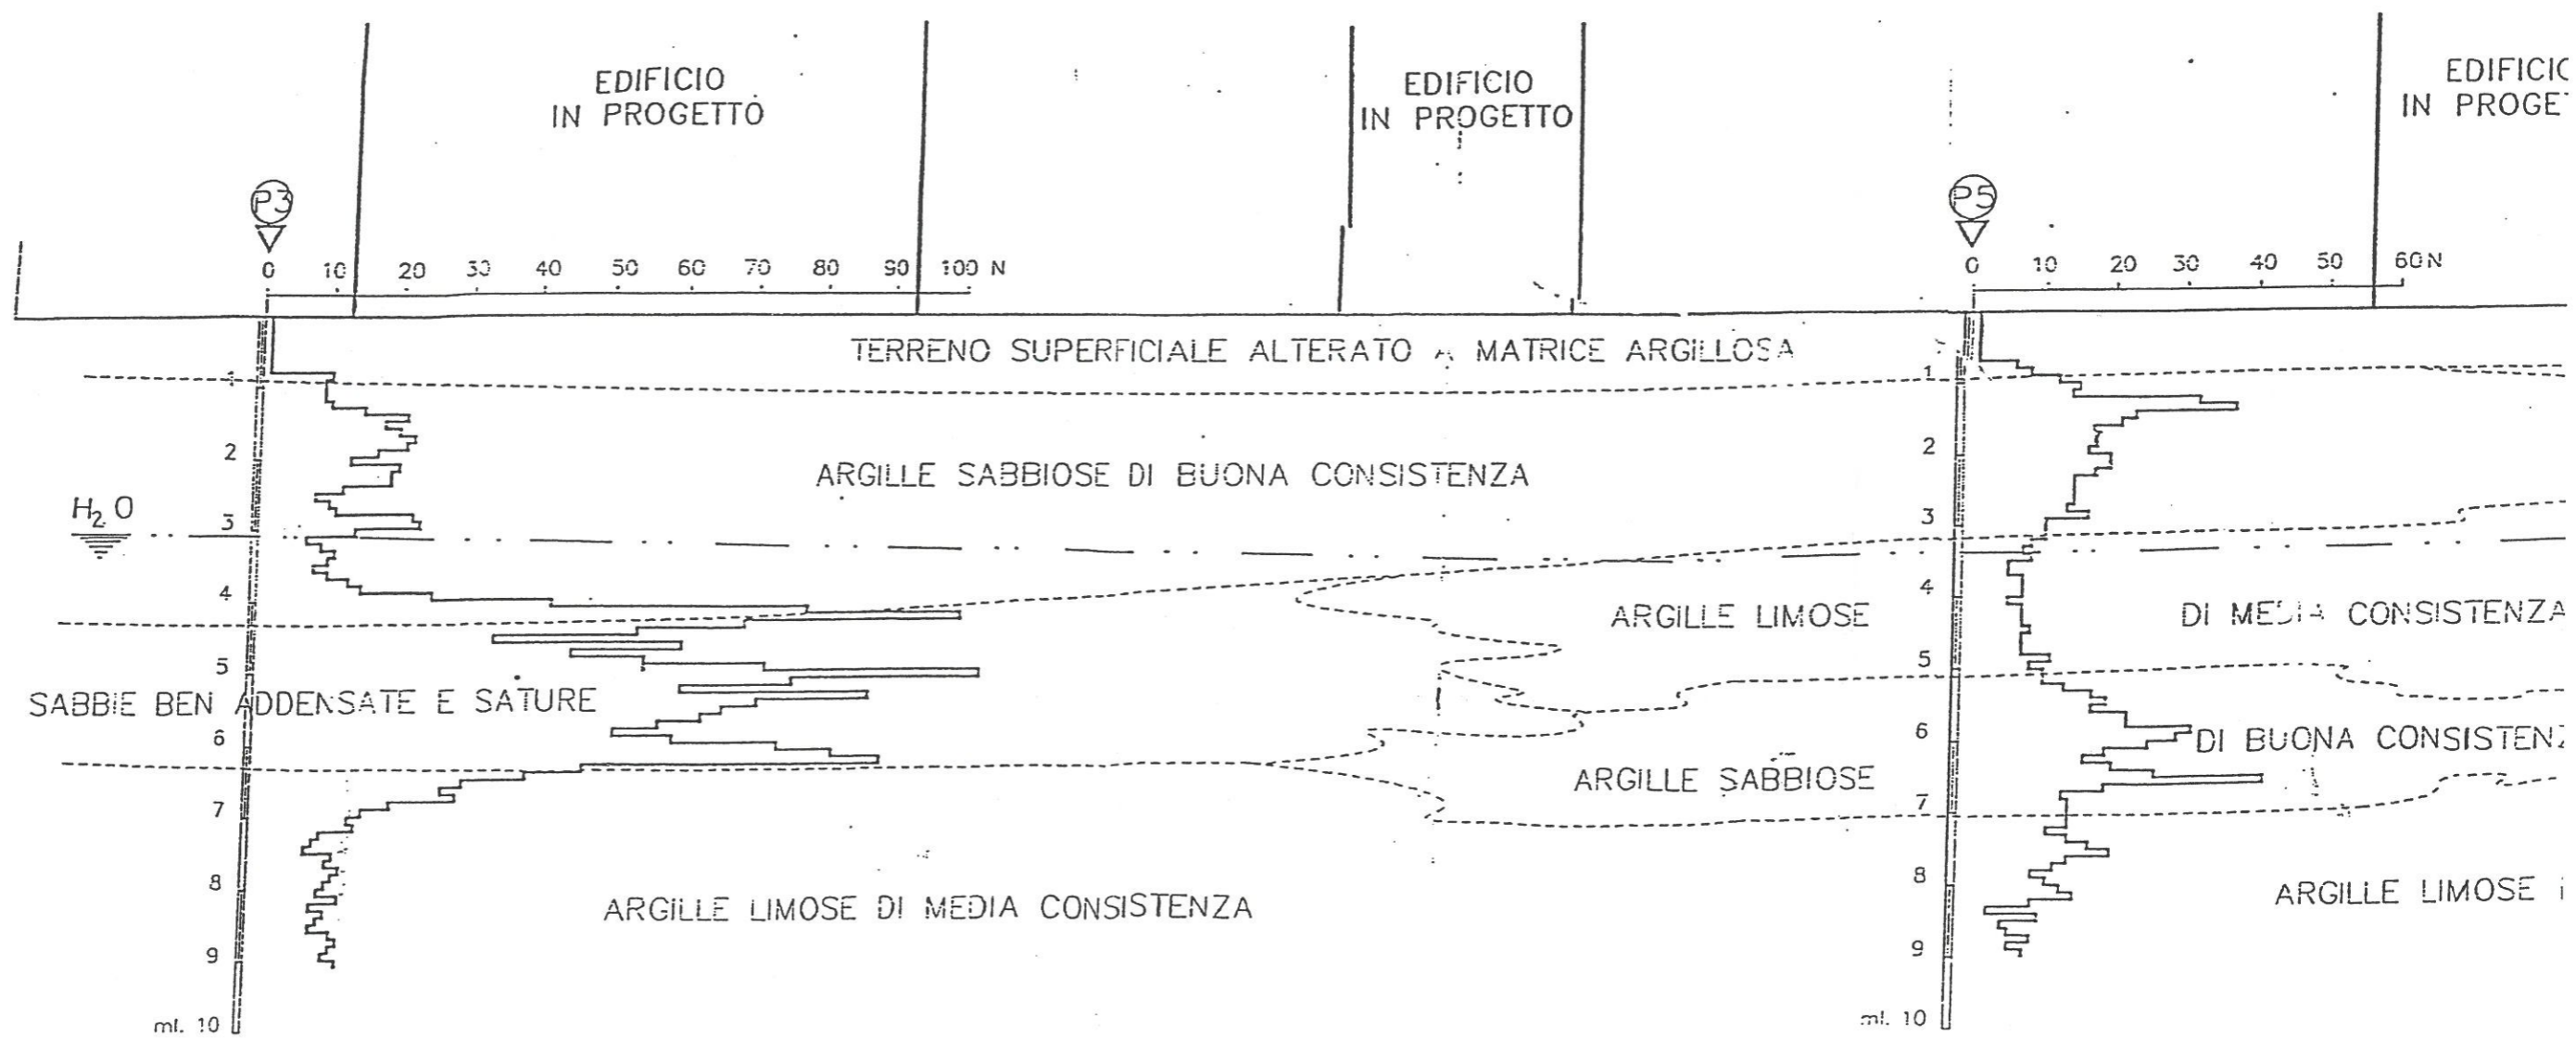 EDIFICIO
IN PROGETTO
EDIFICIO
IN PROGETTO
EDIFICIO
IN PROGET
P3
P5
0 10 20 30 40 50 60 70 80 90 100 N
0 10 20 30 40 50 60 N
TERRENO SUPERFICIALE ALTERATO A MATRICE ARGILLOSA
1
1
2
2
ARGILLE SABBIOSE DI BUONA CONSISTENZA
H2O
3
3
4
4
ARGILLE LIMOSE DI MEDIA CONSISTENZA
5
5
SABBIE BEN ADDENSATE E SATURE
6
6
DI BUONA CONSISTEN
ARGILLE SABBIOSE
7
7
8
8
ARGILLE LIMOSE DI MEDIA CONSISTENZA
ARGILLE LIMOSE
9
9
ml. 10
ml. 10